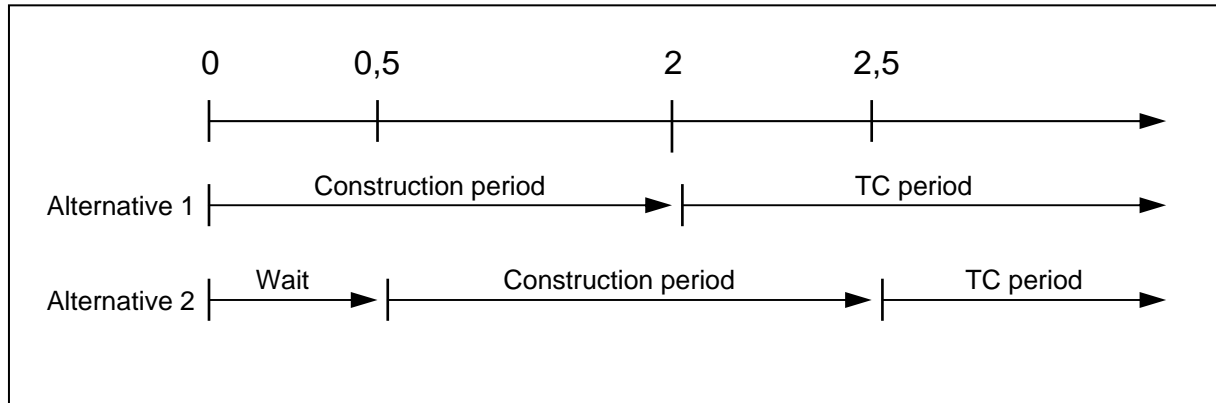 0 0,5 2 2,5
Construction period TC period
Alternative 1
Wait Construction period TC period
Alternative 2